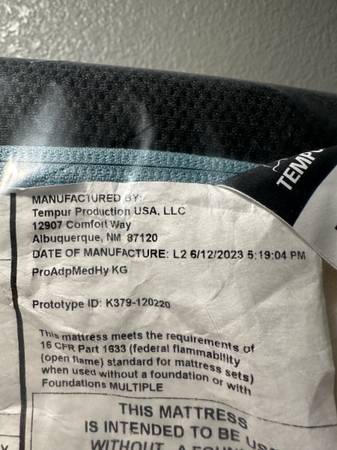 TEMPU
MANUFACTURED BY:
Tempur Production USA, LLC
12907 Comfort Way
Albuquerque, NM 97120
DATE OF MANUFACTURE: L2 6/12/2023 5:19:04 PM
ProAdpMedHy KG
Prototype ID: K379-120220
This mattress meets the requirements of
16 CFR Part 1633 (federal flammability
(open flame) standard for mattress sets)
when used without a foundation or with
Foundations MULTIPLE
THIS MATTRESS
IS INTENDED TO BE US
WITHOUT A FOUNDA